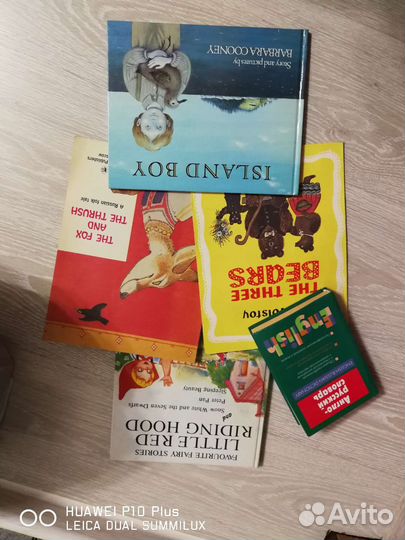 Story and pictures by
BARBARA COONEY
ISLAND BOY
A Russian tale
THE FOX
AND
THE THRUSH
THE THREE
BEARS
English
Англо-
русский
словарь
FAVOURITE FAIRY STORIES
LITTLE RED
RIDING HOOD
and
Snow White and the Seven Dwarfs
Peter Pan
Sleeping Beauty
HUAWEI P10 Plus
LEICA DUAL SUMMILUX
Avito